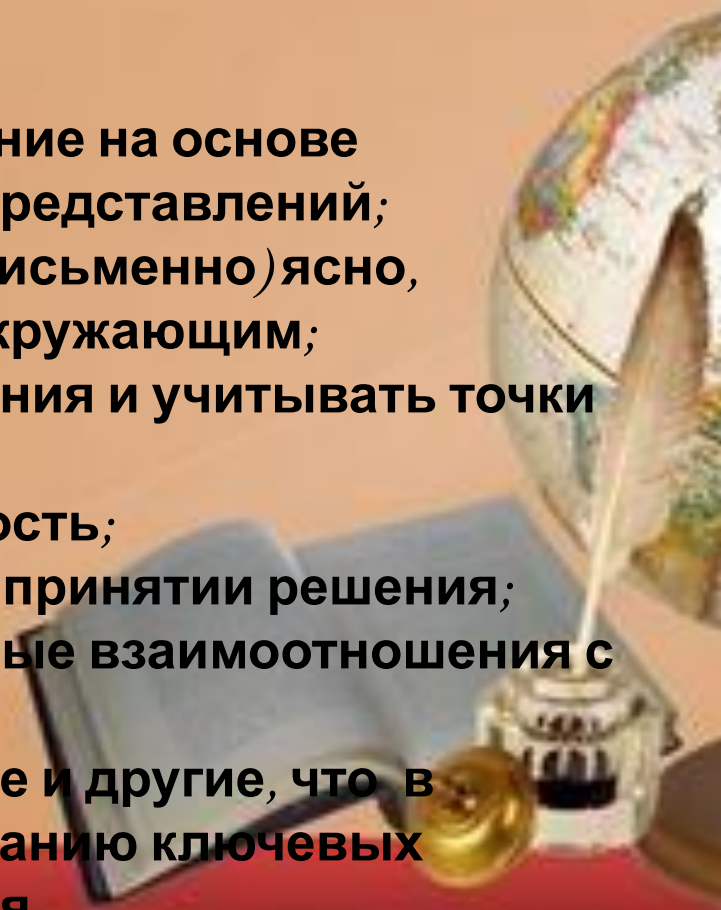 ние на основе
редставлений;
исьменно)ясно,
кружающим;
ния и учитывать точки
ость;
принятии решения;
ые взаимоотношения с
е и другие, что в
анию ключевых
я